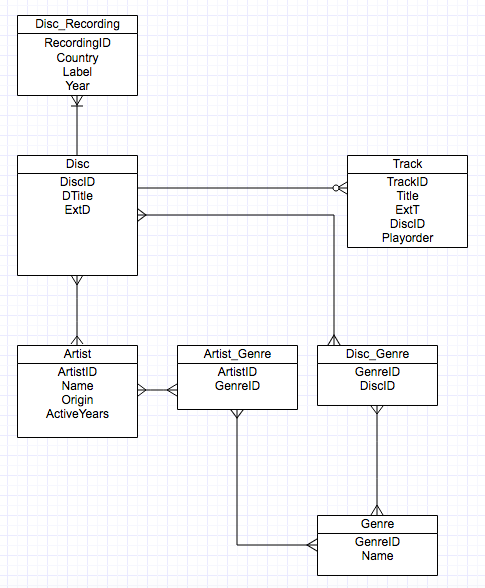 Disc_Recording
RecordingID
Country
Label
Year
Disc
DiscID
DTitle
ExtD
Track
TrackID
Title
ExtT
DiscID
Playorder
Artist
ArtistID
Name
Origin
ActiveYears
Artist_Genre
ArtistID
GenreID
Disc_Genre
GenreID
DiscID
Genre
GenreID
Name